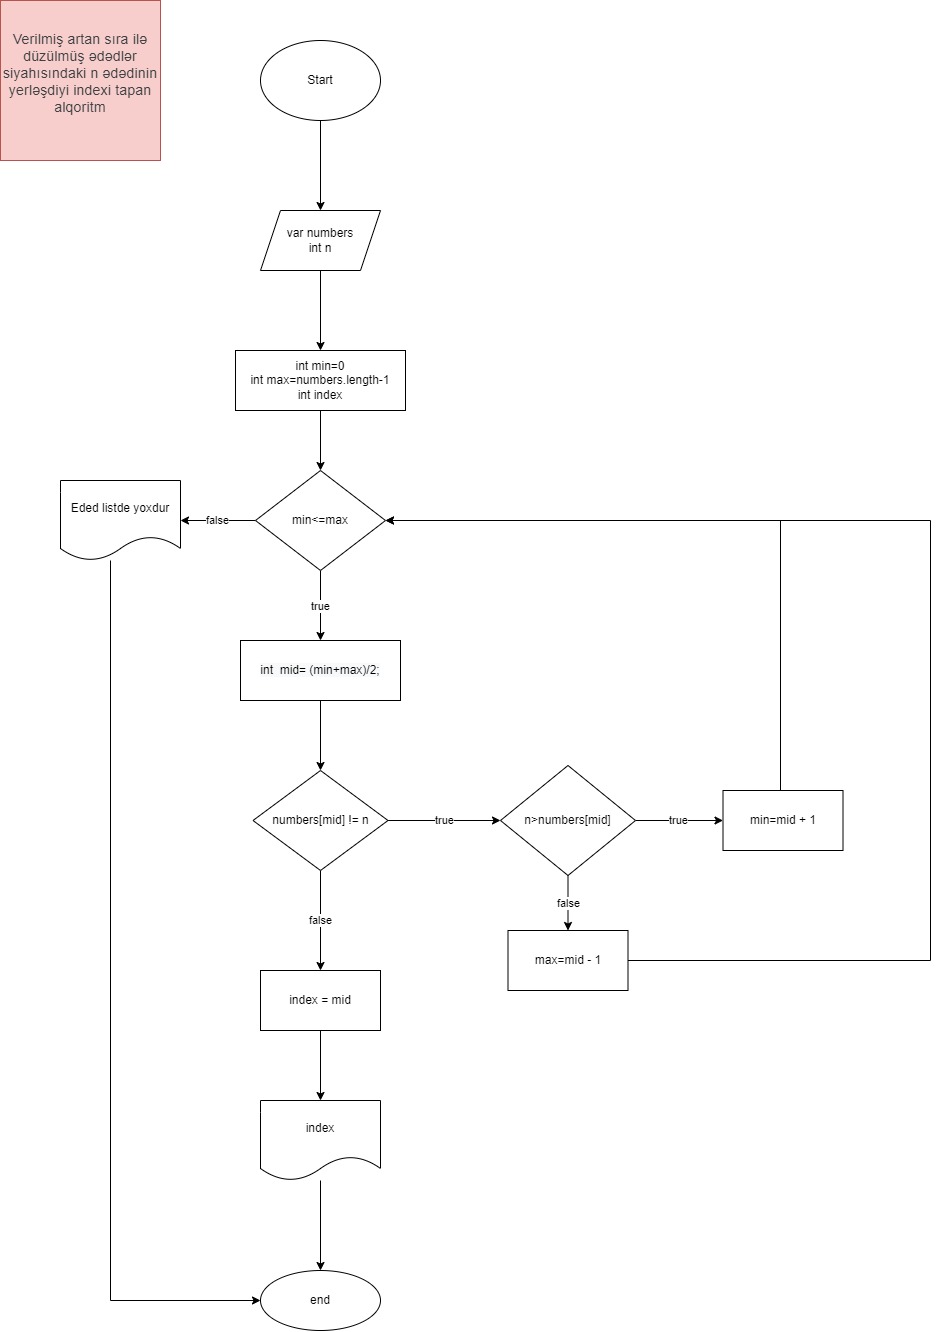 Verilmiş artan sıra ilə
düzülmüş ədədlər
siyahısındaki n ədədinin
yerləşdiyi indexi tapan
alqoritm
Start
var numbers
int n
int min=0
int max=numbers.length-1
int index
Eded listde yoxdur
false
min<=max
true
int mid= (min+max)/2;
numbers[mid] != n
true
n>numbers[mid]
true
min=mid + 1
false
false
max=mid - 1
index = mid
index
end